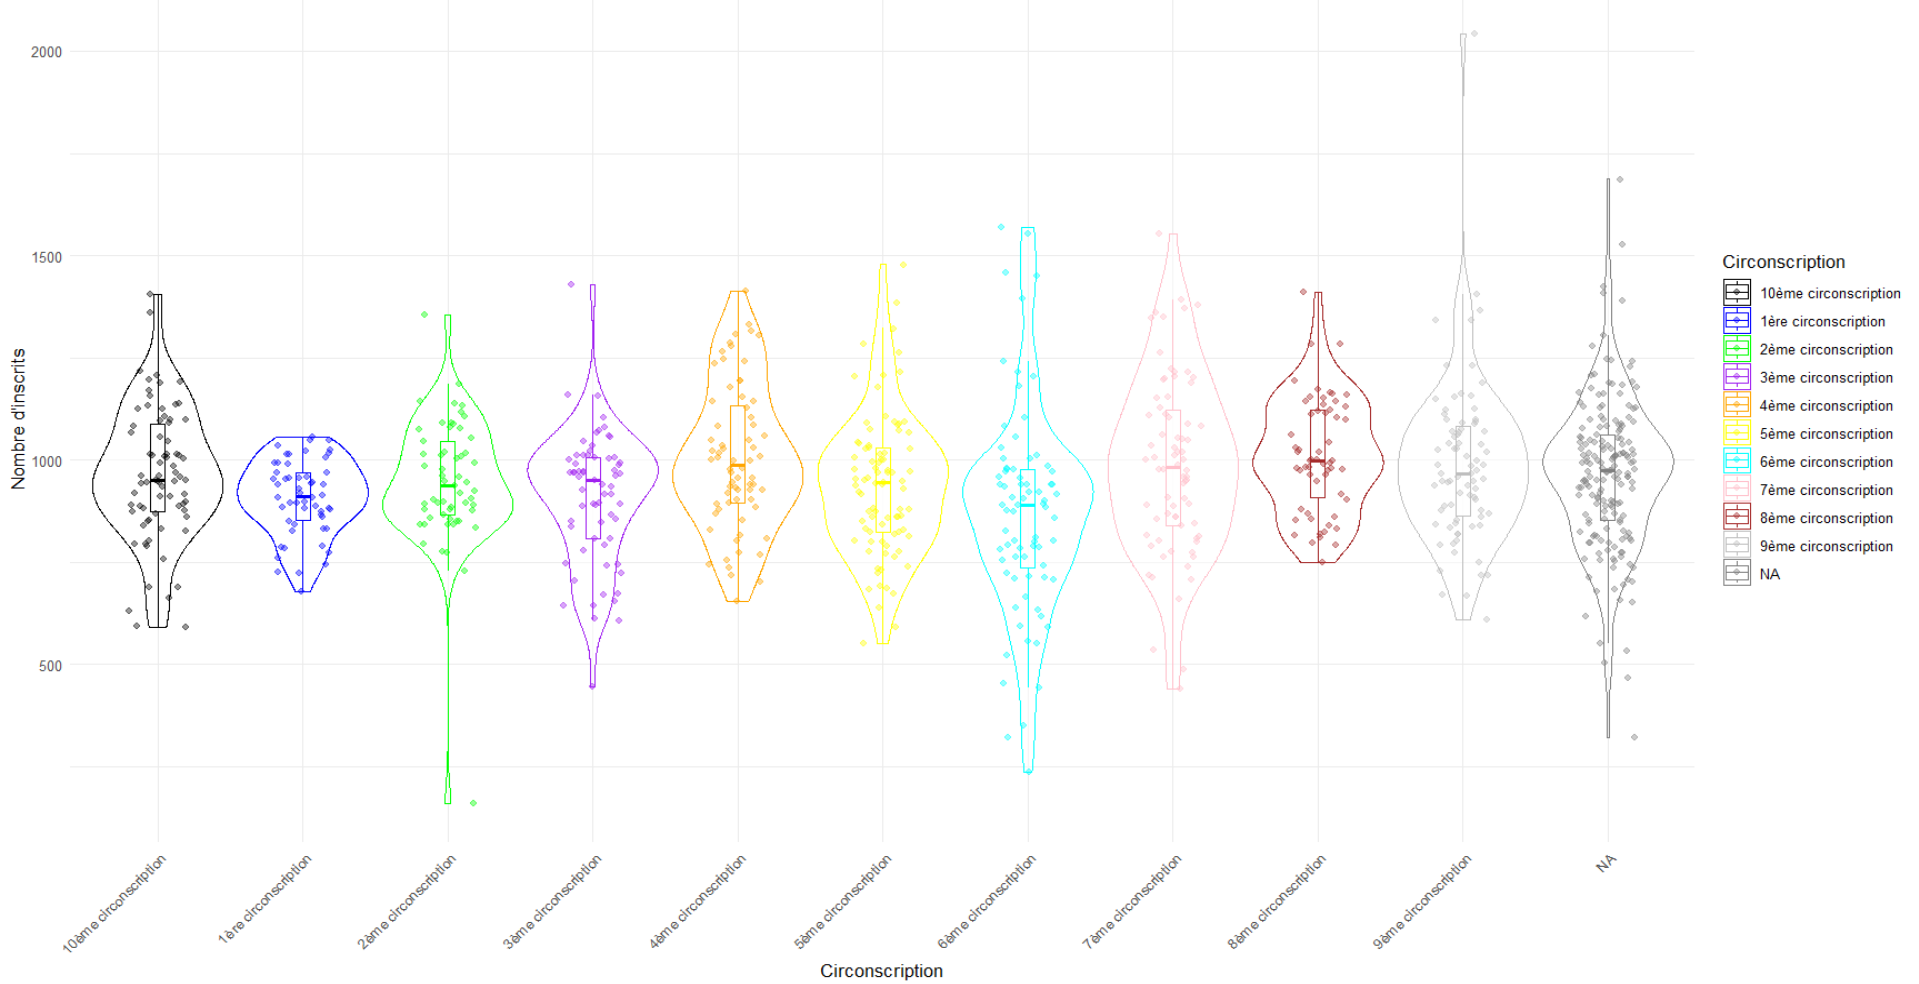 2000
1500
1000
500
Nombre d'inscrits
10ème circonscription
1ère circonscription
2ème circonscription
3ème circonscription
4ème circonscription
5ème circonscription
6ème circonscription
7ème circonscription
8ème circonscription
9ème circonscription
NA
Circonscription
Circonscription
10ème circonscription
1ère circonscription
2ème circonscription
3ème circonscription
4ème circonscription
5ème circonscription
6ème circonscription
7ème circonscription
8ème circonscription
9ème circonscription
NA